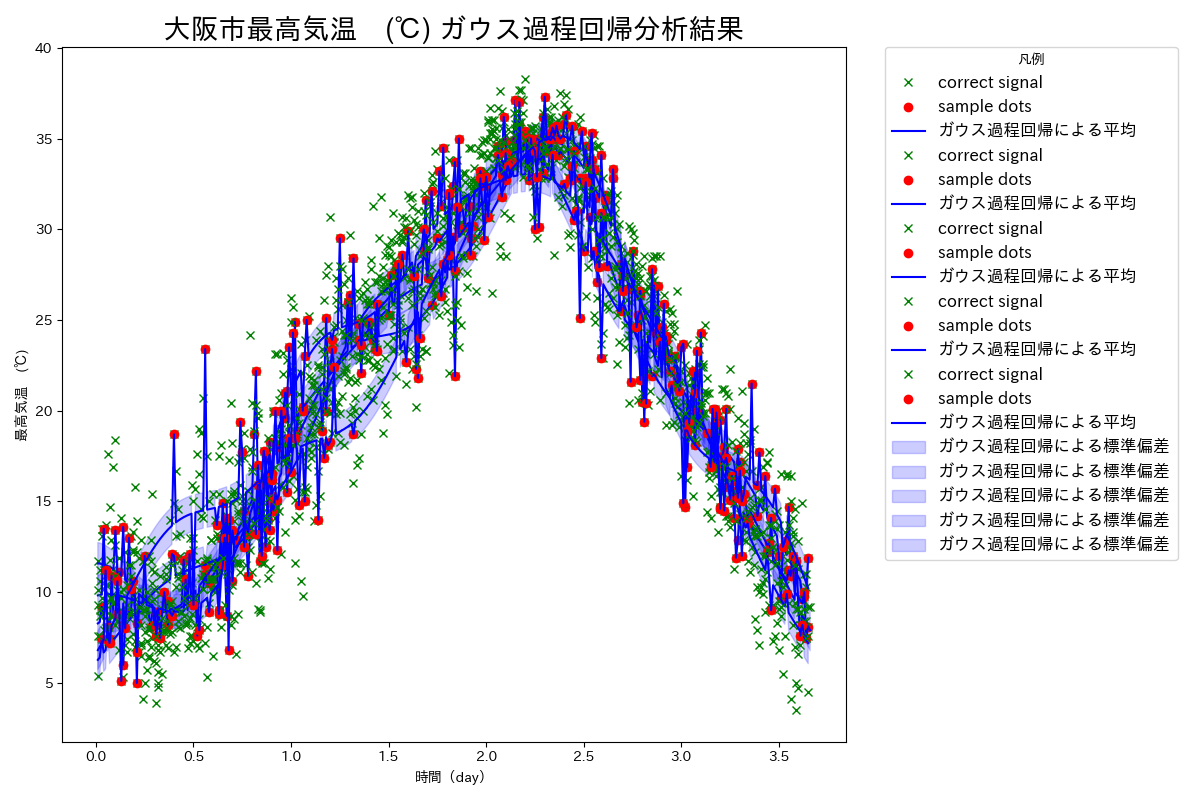 大阪市最高気温　(℃) ガウス過程回帰分析結果
40
35
30
25
20
15
10
5
最高気温　(℃)
0.0 0.5 1.0 1.5 2.0 2.5 3.0 3.5
時間（day）
凡例
correct signal
sample dots
ガウス過程回帰による平均
correct signal
sample dots
ガウス過程回帰による平均
correct signal
sample dots
ガウス過程回帰による平均
correct signal
sample dots
ガウス過程回帰による平均
correct signal
sample dots
ガウス過程回帰による平均
ガウス過程回帰による標準偏差
ガウス過程回帰による標準偏差
ガウス過程回帰による標準偏差
ガウス過程回帰による標準偏差
ガウス過程回帰による標準偏差